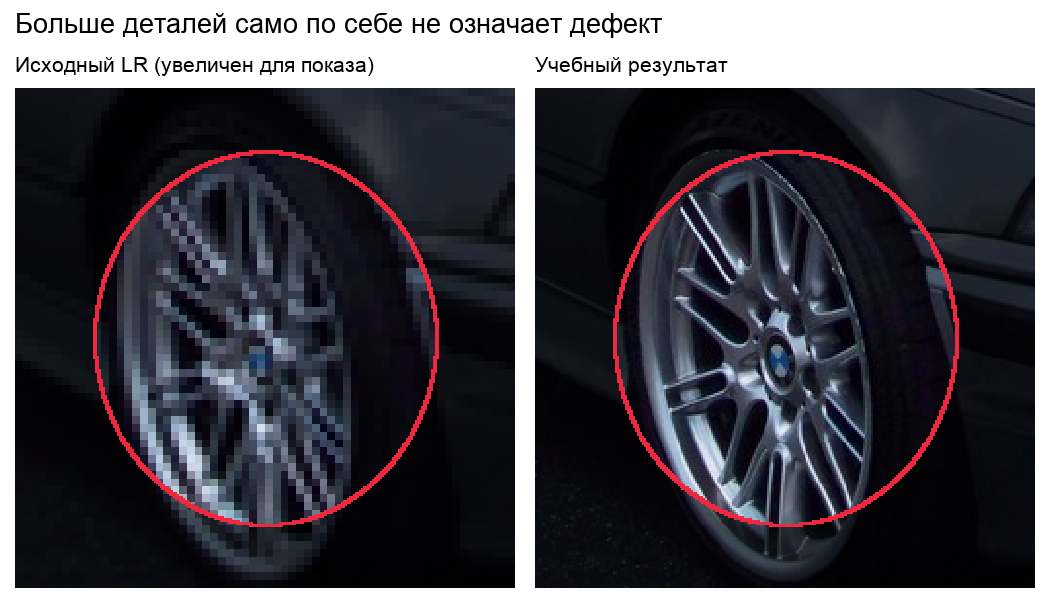 Больше деталей само по себе не означает дефект
Исходный LR (увеличен для показа)
Учебный результат